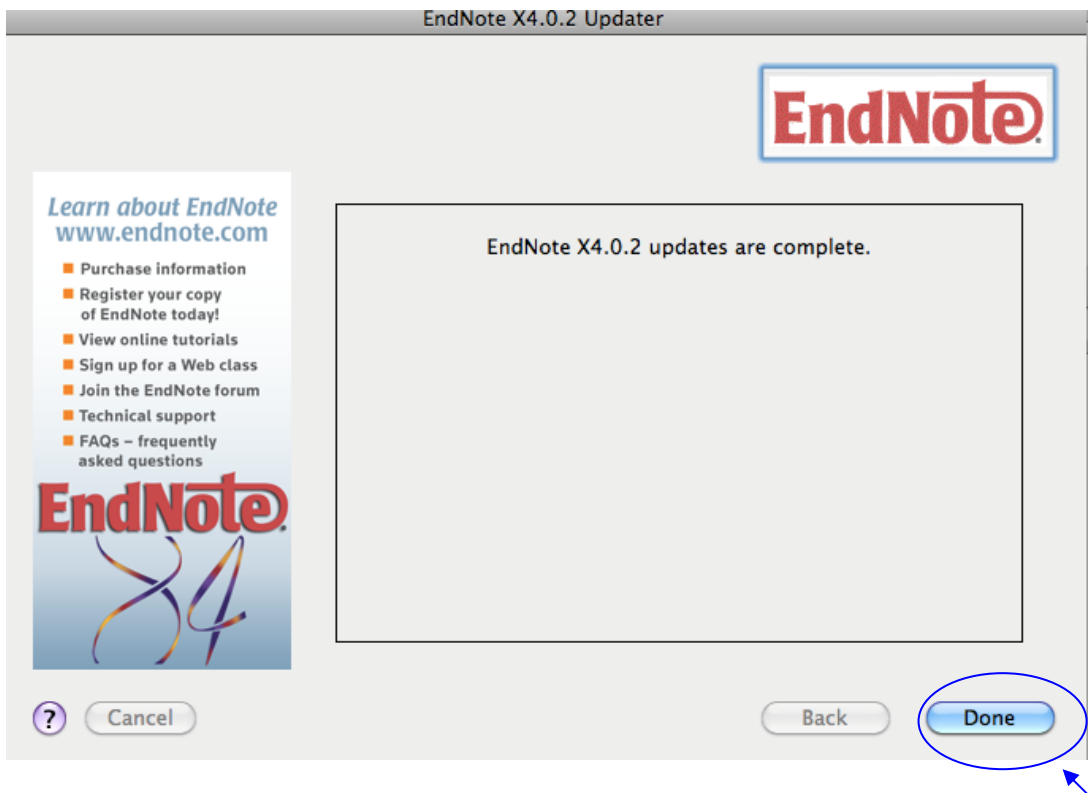 EndNote X4.0.2 Updater
EndNote.
Learn about EndNote
www.endnote.com
Purchase information
Register your copy
of EndNote today!
View online tutorials
Sign up for a Web class
Join the EndNote forum
Technical support
FAQs – frequently
asked questions
EndNote.
X4
EndNote X4.0.2 updates are complete.
?
Cancel
Back
Done